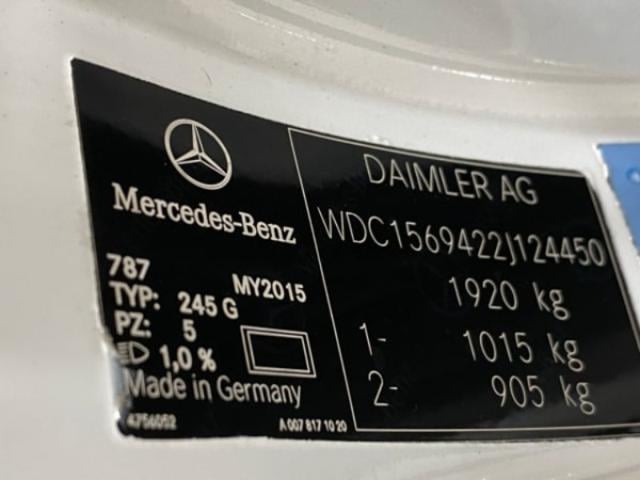 Mercedes-Benz
787
MY2015
TYP: 245 G
PZ: 5
1,0 %
Made in Germany
4756052
A 007 817 10 20
DAIMLER AG
WDC1569422J124450
1920 kg
1- 1015 kg
2- 905 kg